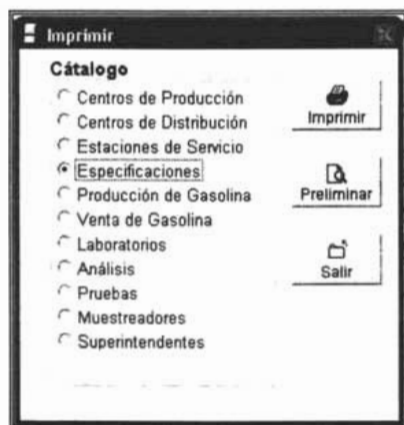 Imprimir
Cátalogo
Centros de Producción
Centros de Distribución
Estaciones de Servicio
Especificaciones
Producción de Gasolina
Venta de Gasolina
Laboratorios
Análisis
Pruebas
Muestreadores
Superintendentes
Imprimir
Preliminar
Salir